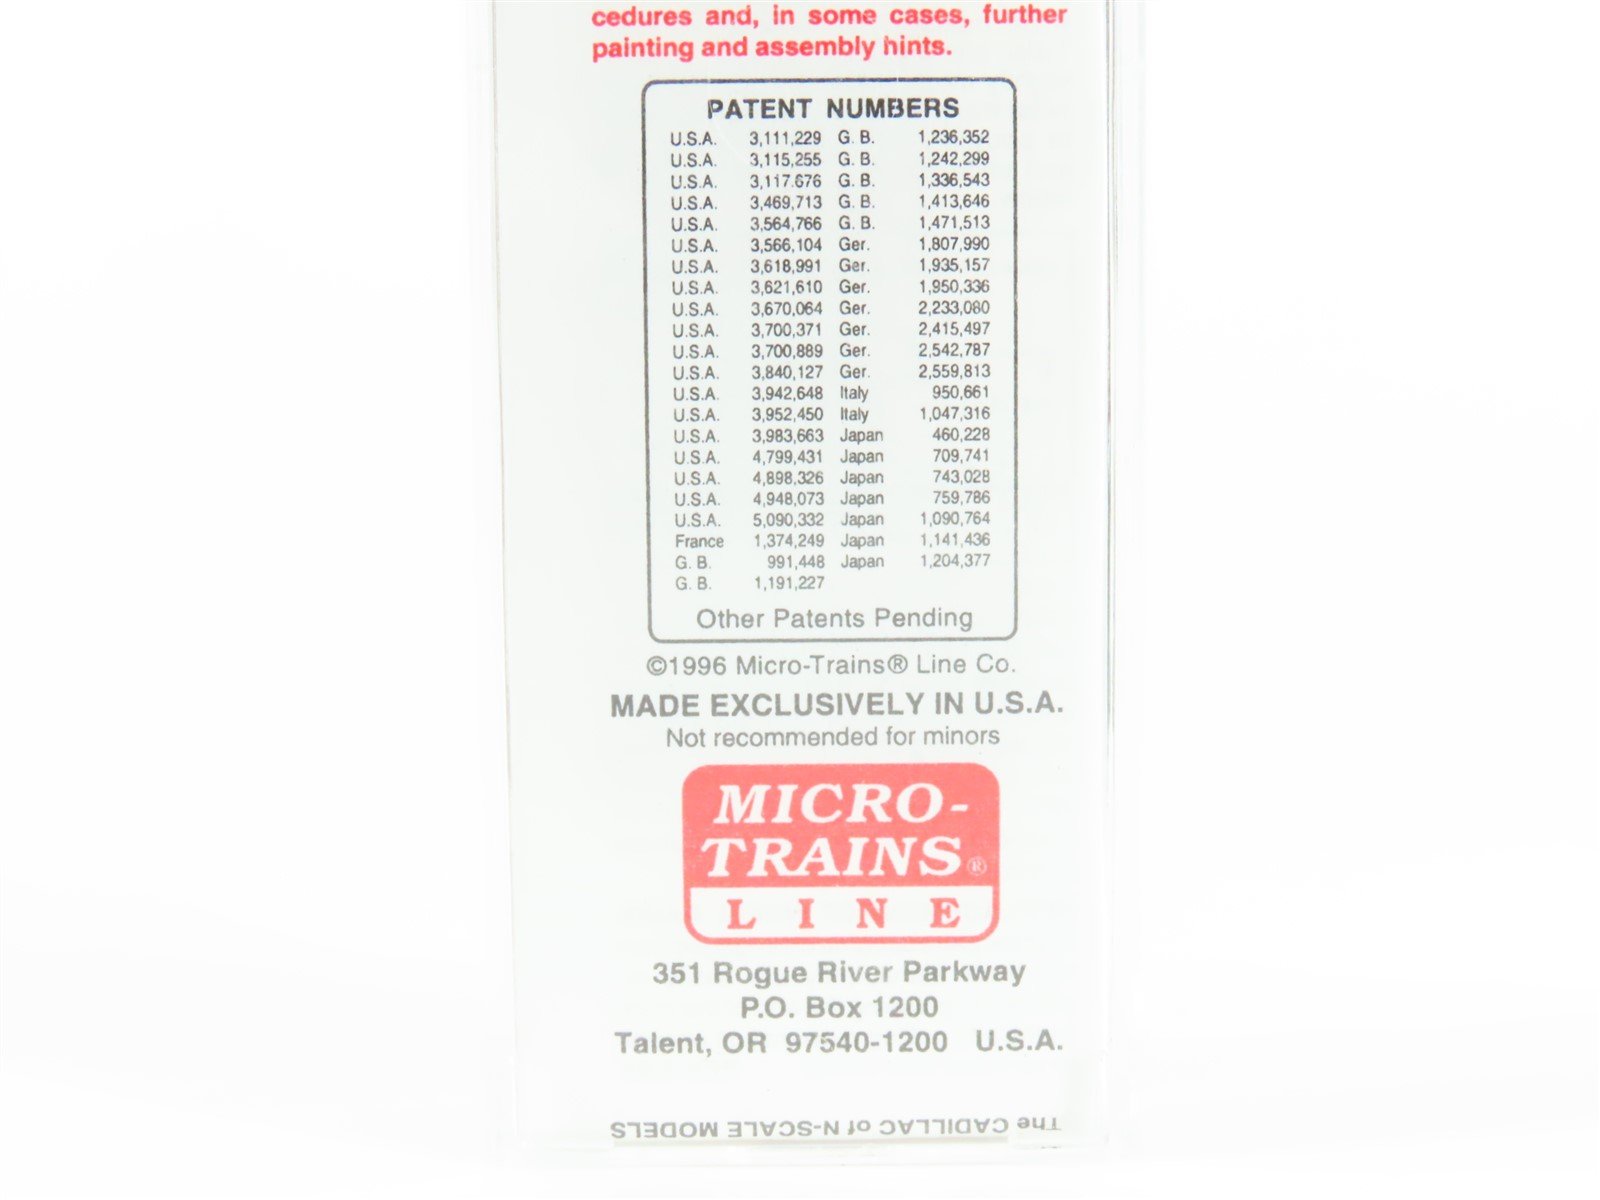 cedures and, in some cases, further
painting and assembly hints.
PATENT NUMBERS
U.S.A. 3,111,229 G. B. 1,236,352
U.S.A. 3,115,255 G. B. 1,242,299
U.S.A. 3,117.676 G. B. 1,336,543
U.S.A. 3,469,713 G. B. 1,413,646
U.S.A. 3,564,766 G. B. 1,471,513
U.S.A. 3,566,104 Ger. 1,807,990
U.S.A. 3,618,991 Ger. 1,935,157
U.S.A. 3,621,610 Ger. 1,950,336
U.S.A. 3,670,064 Ger. 2,233,080
U.S.A. 3,700,371 Ger. 2,415,497
U.S.A. 3,700,889 Ger. 2,542,787
U.S.A. 3,840,127 Ger. 2,559,813
U.S.A. 3,942,648 Italy 950,661
U.S.A. 3,952,450 Italy 1,047,316
U.S.A. 3,983,663 Japan 460,228
U.S.A. 4,799,431 Japan 709,741
U.S.A. 4,898,326 Japan 743,028
U.S.A. 4,948,073 Japan 759,786
U.S.A. 5,090,332 Japan 1,090,764
France 1,374,249 Japan 1,141,436
G. B. 991,448 Japan 1,204,377
G. B. 1,191,227
Other Patents Pending
©1996 Micro-Trains® Line Co.
MADE EXCLUSIVELY IN U.S.A.
Not recommended for minors
MICRO-
TRAINS®
LINE
351 Rogue River Parkway
P.O. Box 1200
Talent, OR 97540-1200 U.S.A.
The CADILLAC of N-SCALE MODELS